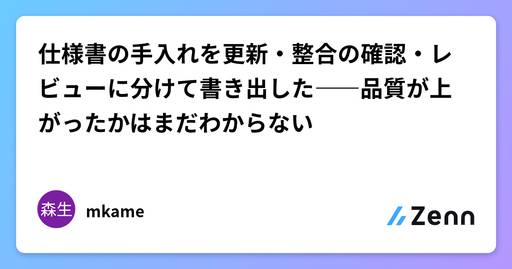 仕様書の手入れを更新・整合の確認・レ
ビューに分けて書き出した──品質が上
がったかはまだわからない
森生
mkame
Zenn